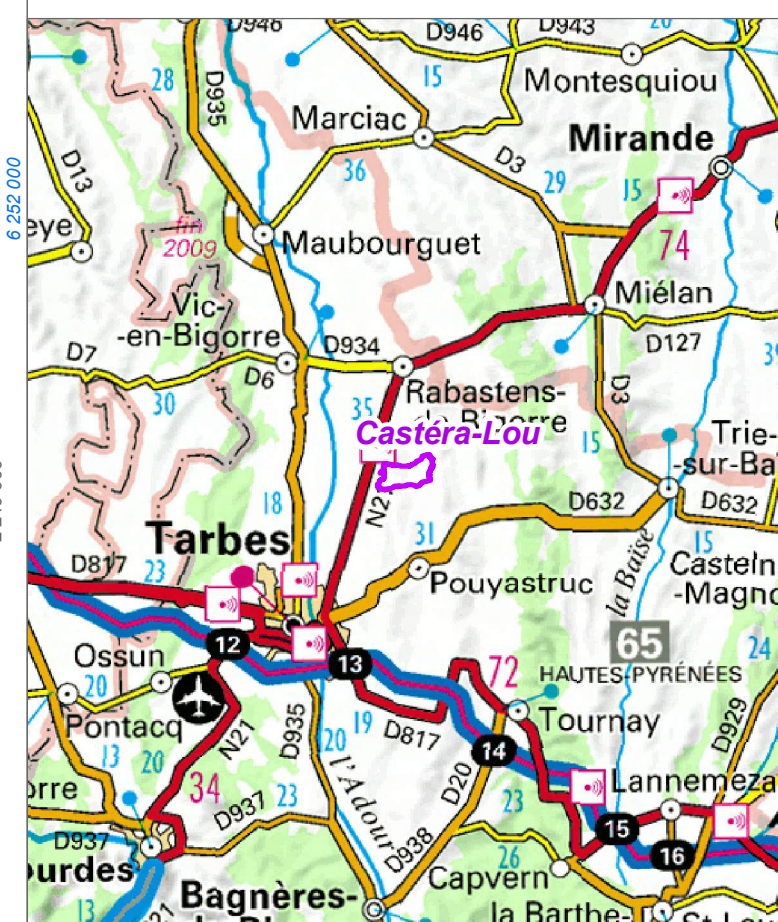 D946
D946
D943
20
28
D935
15
Montesquiou
Marciac
Mirande
D13
36
D3
29
15
6 252 000
eye
fin
2009
Maubourguet
74
Vic-
-en-Bigorre
Miélan
D934
D127
D7
D6
Rabastens-
de Bigorre
39
30
35
D3
Castéra-Lou
15
Trie-
-sur-Ba
18
N21
D632
D632
Tarbes
31
15
D817
23
Pouyastruc
la Baïse
Casteln
-Magno
12
65
24
Ossun
13
72
HAUTES-PYRÉNÉES
20
Pontacq
D935
19
D817
Tournay
D929
N21
20
14
13
20
34
l'Adour
D20
Lannemeza
orre
D937
23
23
D937
15
D938
16
ourdes
26
Capvern
Bagnères-
13
la Barthe-